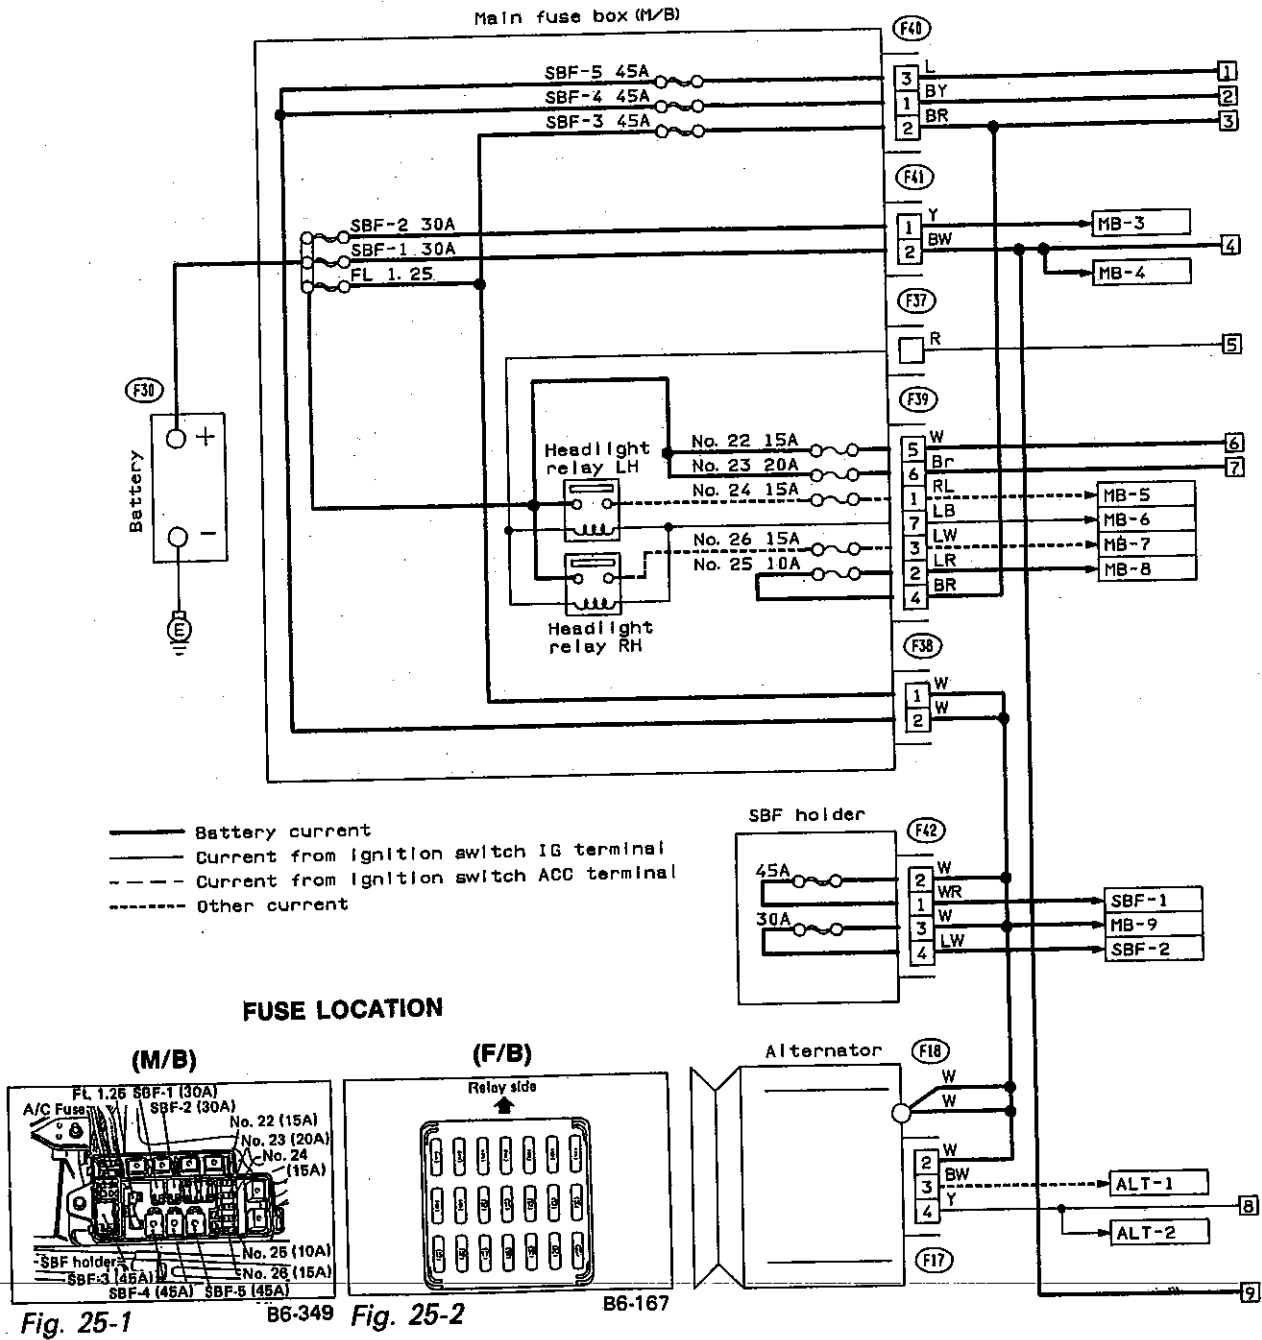 Main fuse box (M/B)
F40
SBF-5 45A
3 L 1
SBF-4 45A
1 BY 2
SBF-3 45A
2 BR 3
F41
SBF-2 30A
1 Y MB-3
SBF-1 30A
2 BW 4
FL 1.25
MB-4
F37
R 5
F30
F39
Battery
+
−
E
Headlight relay LH
No. 22 15A 5 W 6
No. 23 20A 6 Br 7
No. 24 15A 1 RL MB-5
7 LB MB-6
No. 26 15A 3 LW MB-7
No. 25 10A 2 LR MB-8
4 BR
Headlight relay RH
F38
1 W
2 W
Battery current
Current from ignition switch IG terminal
Current from ignition switch ACC terminal
Other current
SBF holder
F42
45A 2 W
1 WR SBF-1
30A 3 W MB-9
4 LW SBF-2
FUSE LOCATION
(M/B)
FL 1.25 SBF-1 (30A)
A/C Fuse SBF-2 (30A)
No. 22 (15A)
No. 23 (20A)
No. 24
(15A)
SBF holder
No. 25 (10A)
SBF-3 (45A)
No. 26 (15A)
SBF-4 (45A) SBF-5 (45A)
Fig. 25-1
B6-349
(F/B)
Relay side
Fig. 25-2
B6-167
Alternator
F18
W
W
2 W
3 BW ALT-1
4 Y 8
ALT-2
F17
9